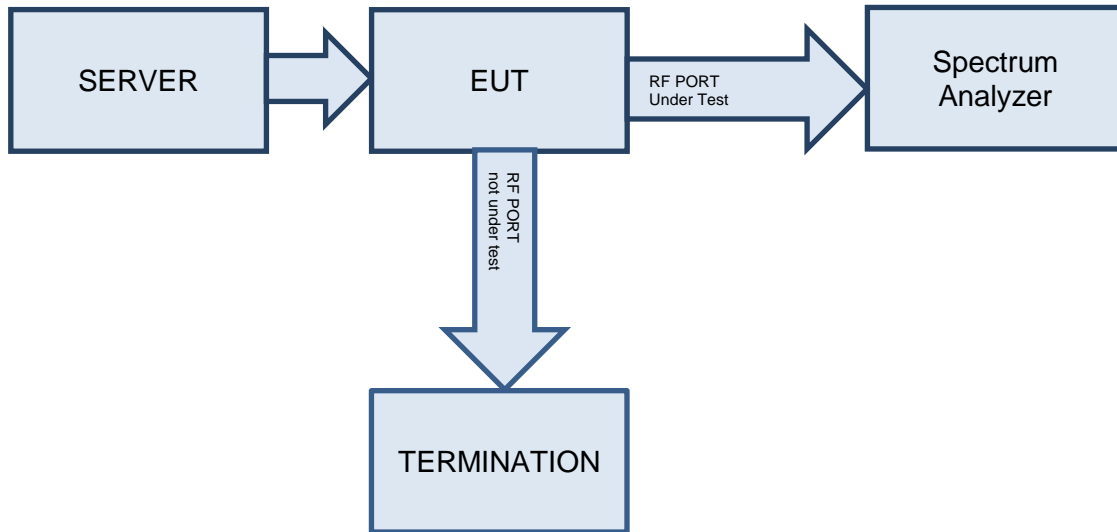 SERVER
EUT
RF PORT
Under Test
Spectrum
Analyzer
RF PORT
not under test
TERMINATION